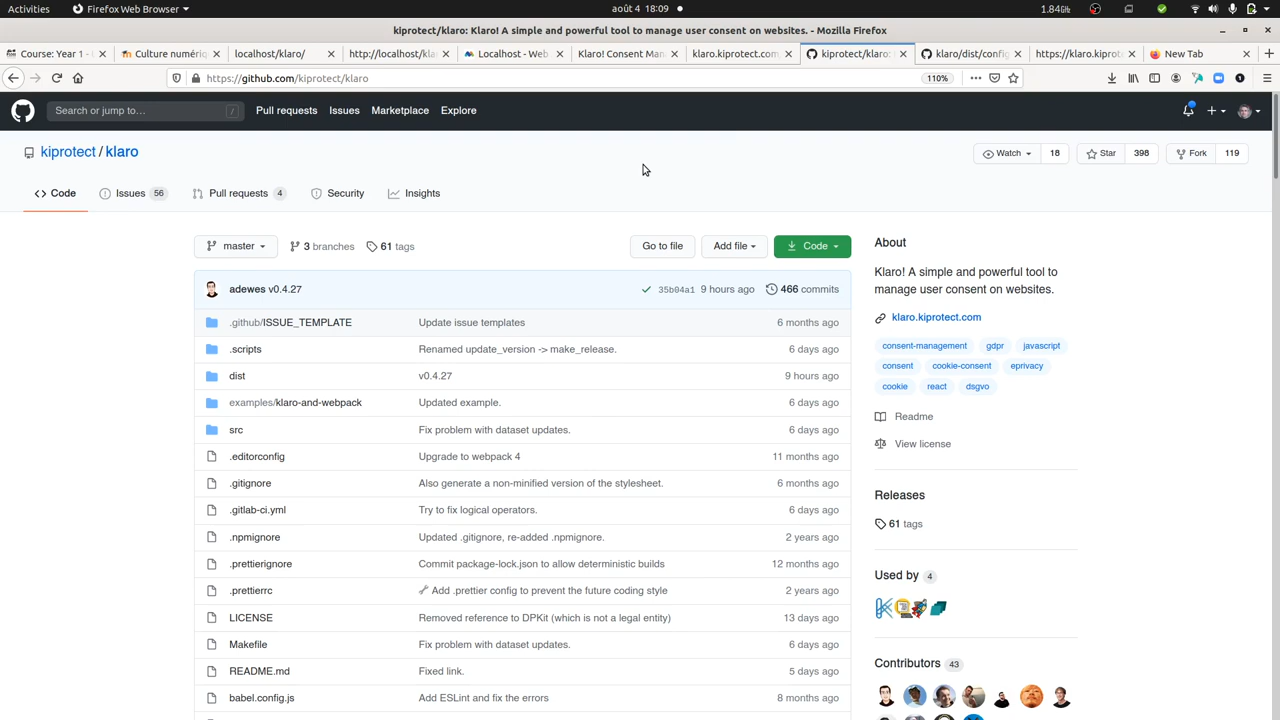 Activities Firefox Web Browser août 4 18:09 1.84
kiprotect/klaro: Klaro! A simple and powerful tool to manage user consent on websites. - Mozilla Firefox
Course: Year 1 - Culture numériq localhost/klaro/ http://localhost/kla Localhost - Web Klaro! Consent Mana klaro.kiprotect.com kiprotect/klaro: klaro/dist/config https://klaro.kiprotec New Tab
https://github.com/kiprotect/klaro 110%
Search or jump to… / Pull requests Issues Marketplace Explore
kiprotect / klaro Watch 18 Star 398 Fork 119
Code Issues 56 Pull requests 4 Security Insights
master 3 branches 61 tags Go to file Add file Code
adewes v0.4.27 35b04a1 9 hours ago 466 commits
.github/ISSUE_TEMPLATE Update issue templates 6 months ago
.scripts Renamed update_version -> make_release. 6 days ago
dist v0.4.27 9 hours ago
examples/klaro-and-webpack Updated example. 6 days ago
src Fix problem with dataset updates. 6 days ago
.editorconfig Upgrade to webpack 4 11 months ago
.gitignore Also generate a non-minified version of the stylesheet. 6 months ago
.gitlab-ci.yml Try to fix logical operators. 6 days ago
.npmignore Updated .gitignore, re-added .npmignore. 2 years ago
.prettierignore Commit package-lock.json to allow deterministic builds 12 months ago
.prettierrc Add .prettier config to prevent the future coding style 2 years ago
LICENSE Removed reference to DPKit (which is not a legal entity) 13 days ago
Makefile Fix problem with dataset updates. 6 days ago
README.md Fixed link. 5 days ago
babel.config.js Add ESLint and fix the errors 8 months ago
About
Klaro! A simple and powerful tool to
manage user consent on websites.
klaro.kiprotect.com
consent-management gdpr javascript
consent cookie-consent eprivacy
cookie react dsgvo
Readme
View license
Releases
61 tags
Used by 4
Contributors 43